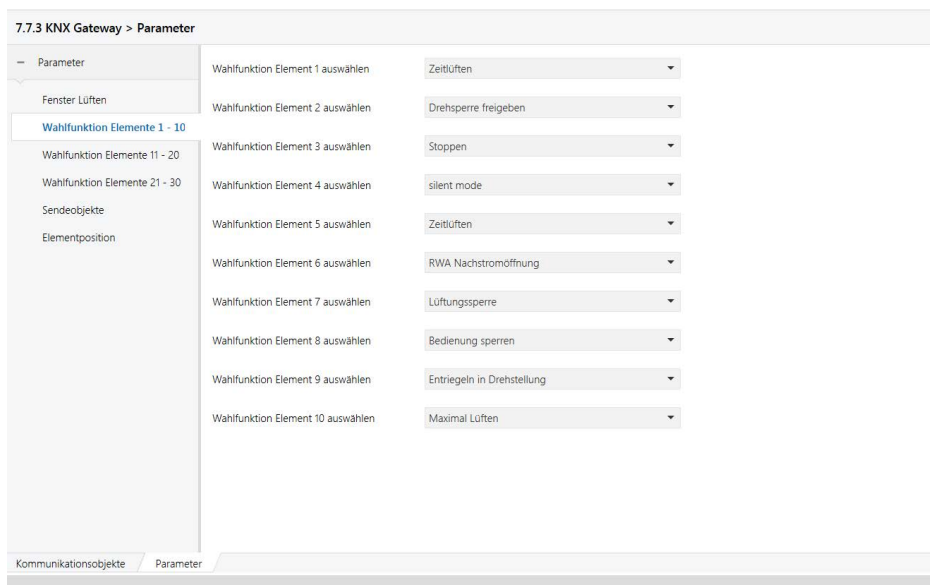 7.7.3 KNX Gateway > Parameter
Parameter
Fenster Lüften
Wahlfunktion Elemente 1 - 10
Wahlfunktion Elemente 11 - 20
Wahlfunktion Elemente 21 - 30
Sendeobjekte
Elementposition
Wahlfunktion Element 1 auswählen Zeitlüften
Wahlfunktion Element 2 auswählen Drehsperre freigeben
Wahlfunktion Element 3 auswählen Stoppen
Wahlfunktion Element 4 auswählen silent mode
Wahlfunktion Element 5 auswählen Zeitlüften
Wahlfunktion Element 6 auswählen RWA Nachstromöffnung
Wahlfunktion Element 7 auswählen Lüftungssperre
Wahlfunktion Element 8 auswählen Bedienung sperren
Wahlfunktion Element 9 auswählen Entriegeln in Drehstellung
Wahlfunktion Element 10 auswählen Maximal Lüften
Kommunikationsobjekte Parameter